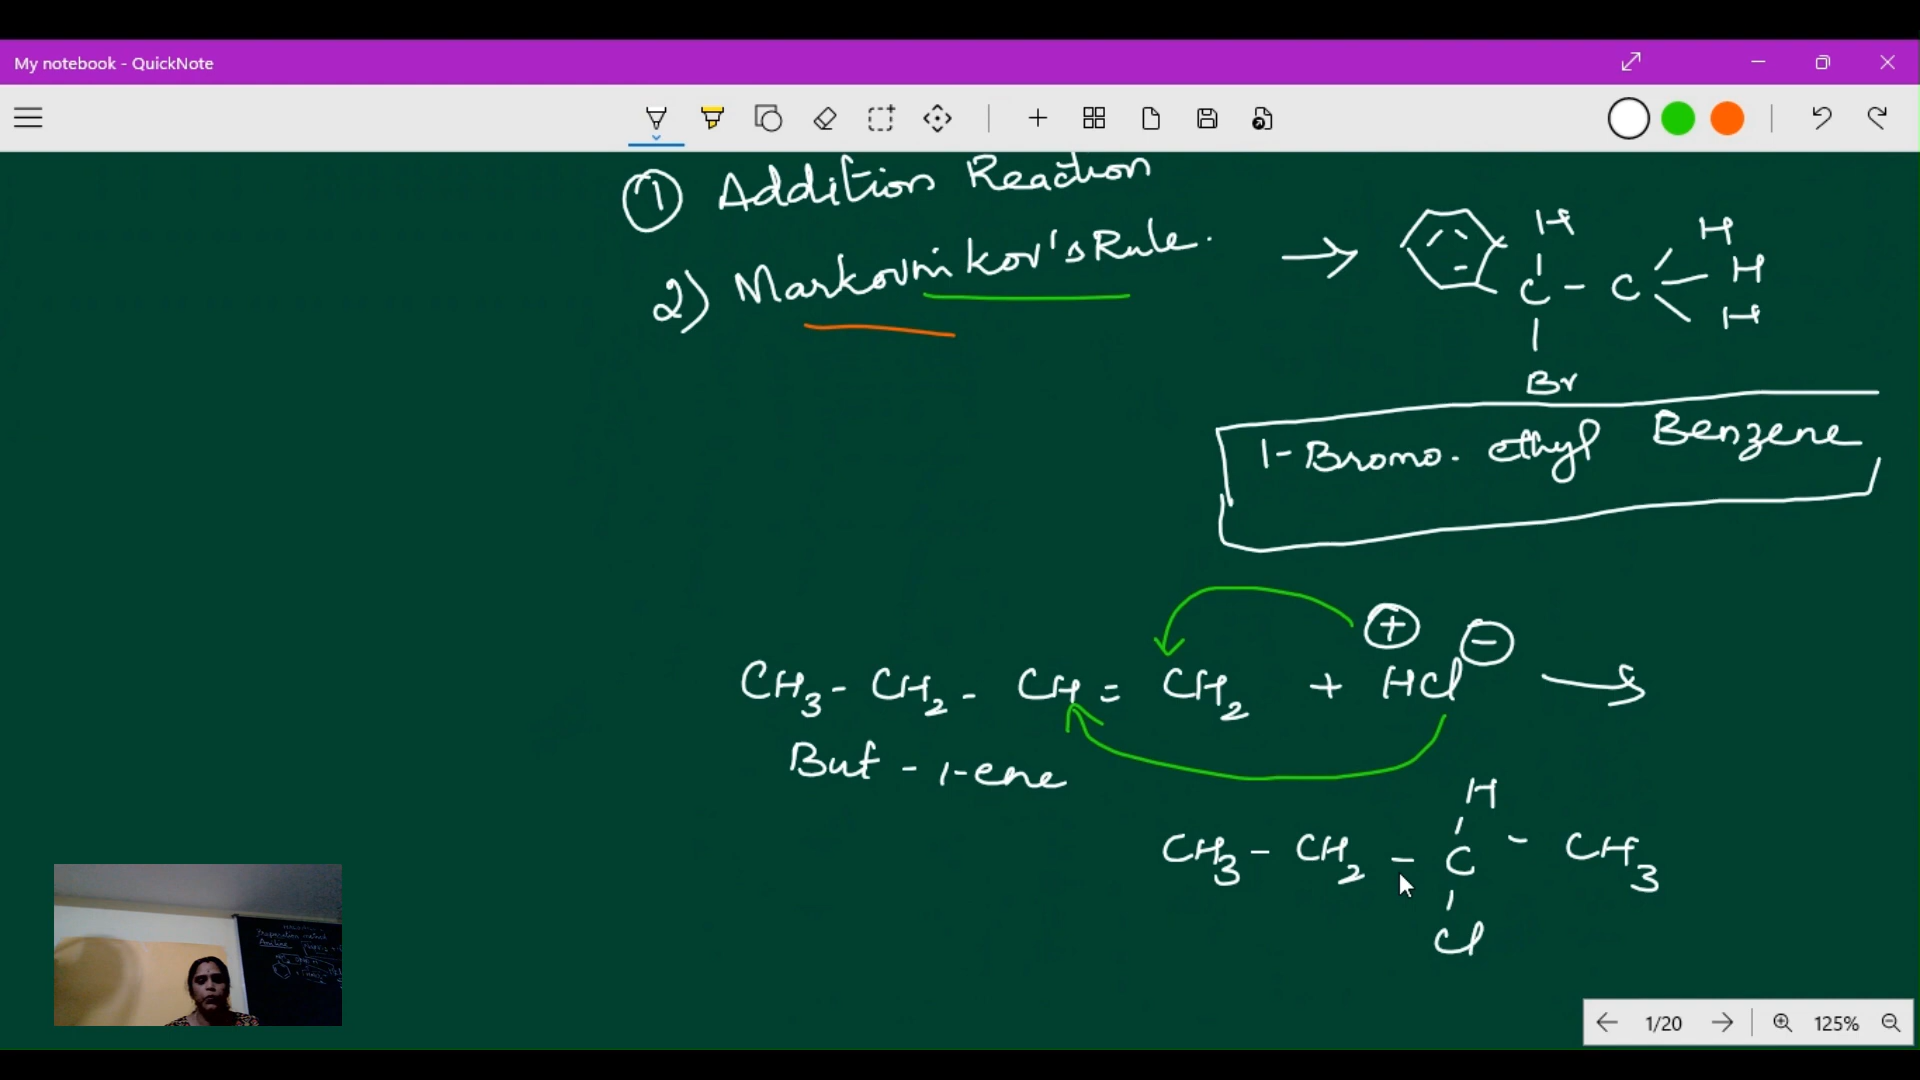 My notebook - QuickNote
① Addition Reaction
2) Markovnikov's Rule. →
H
C - C
H
H
H
Br
1-Bromo. ethyl Benzene
⊕ ⊖
CH3 - CH2 - CH = CH2 + HCl →
But - 1-ene
H
CH3 - CH2 - C - CH3
Cl
1/20
125%